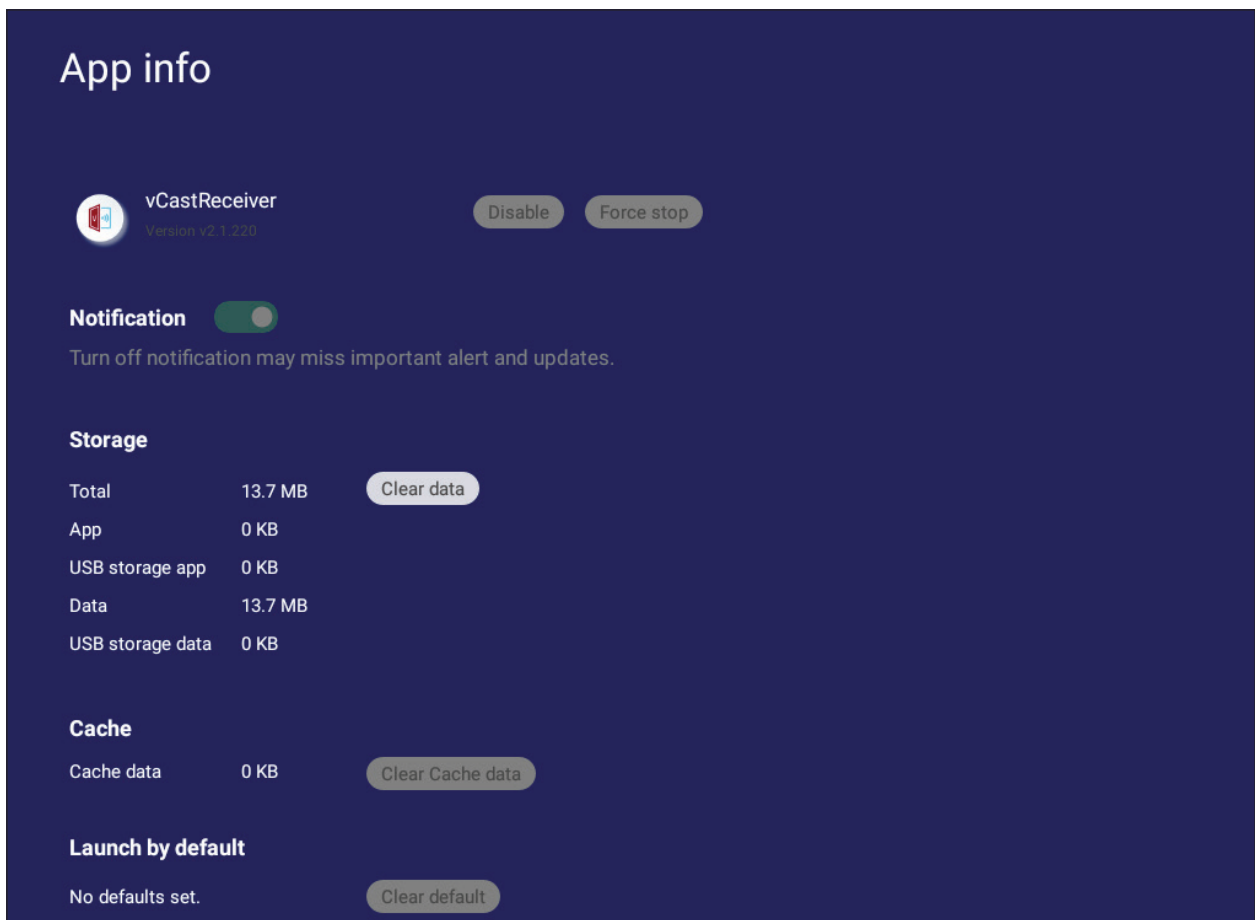 App info
vCastReceiver
Version v2.1.220
Disable Force stop
Notification
Turn off notification may miss important alert and updates.
Storage
Total 13.7 MB Clear data
App 0 KB
USB storage app 0 KB
Data 13.7 MB
USB storage data 0 KB
Cache
Cache data 0 KB Clear Cache data
Launch by default
No defaults set. Clear default